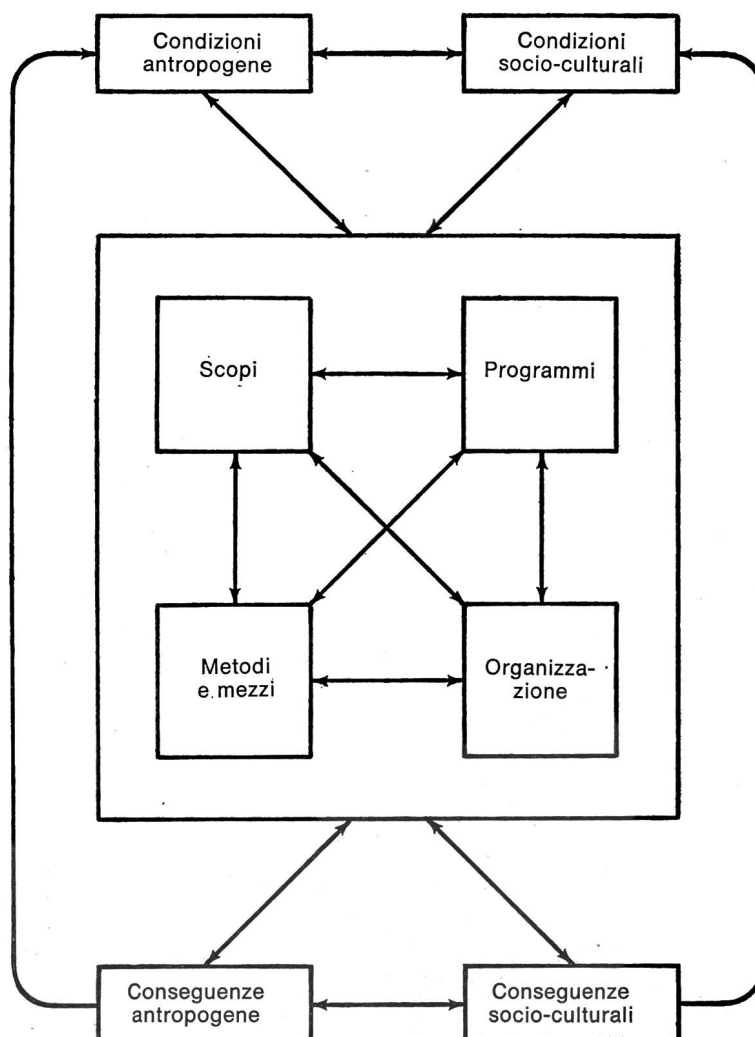 Condizioni
antropogene
Condizioni
socio-culturali
Scopi
Programmi
Metodi
e mezzi
Organizza-
zione
Conseguenze
antropogene
Conseguenze
socio-culturali